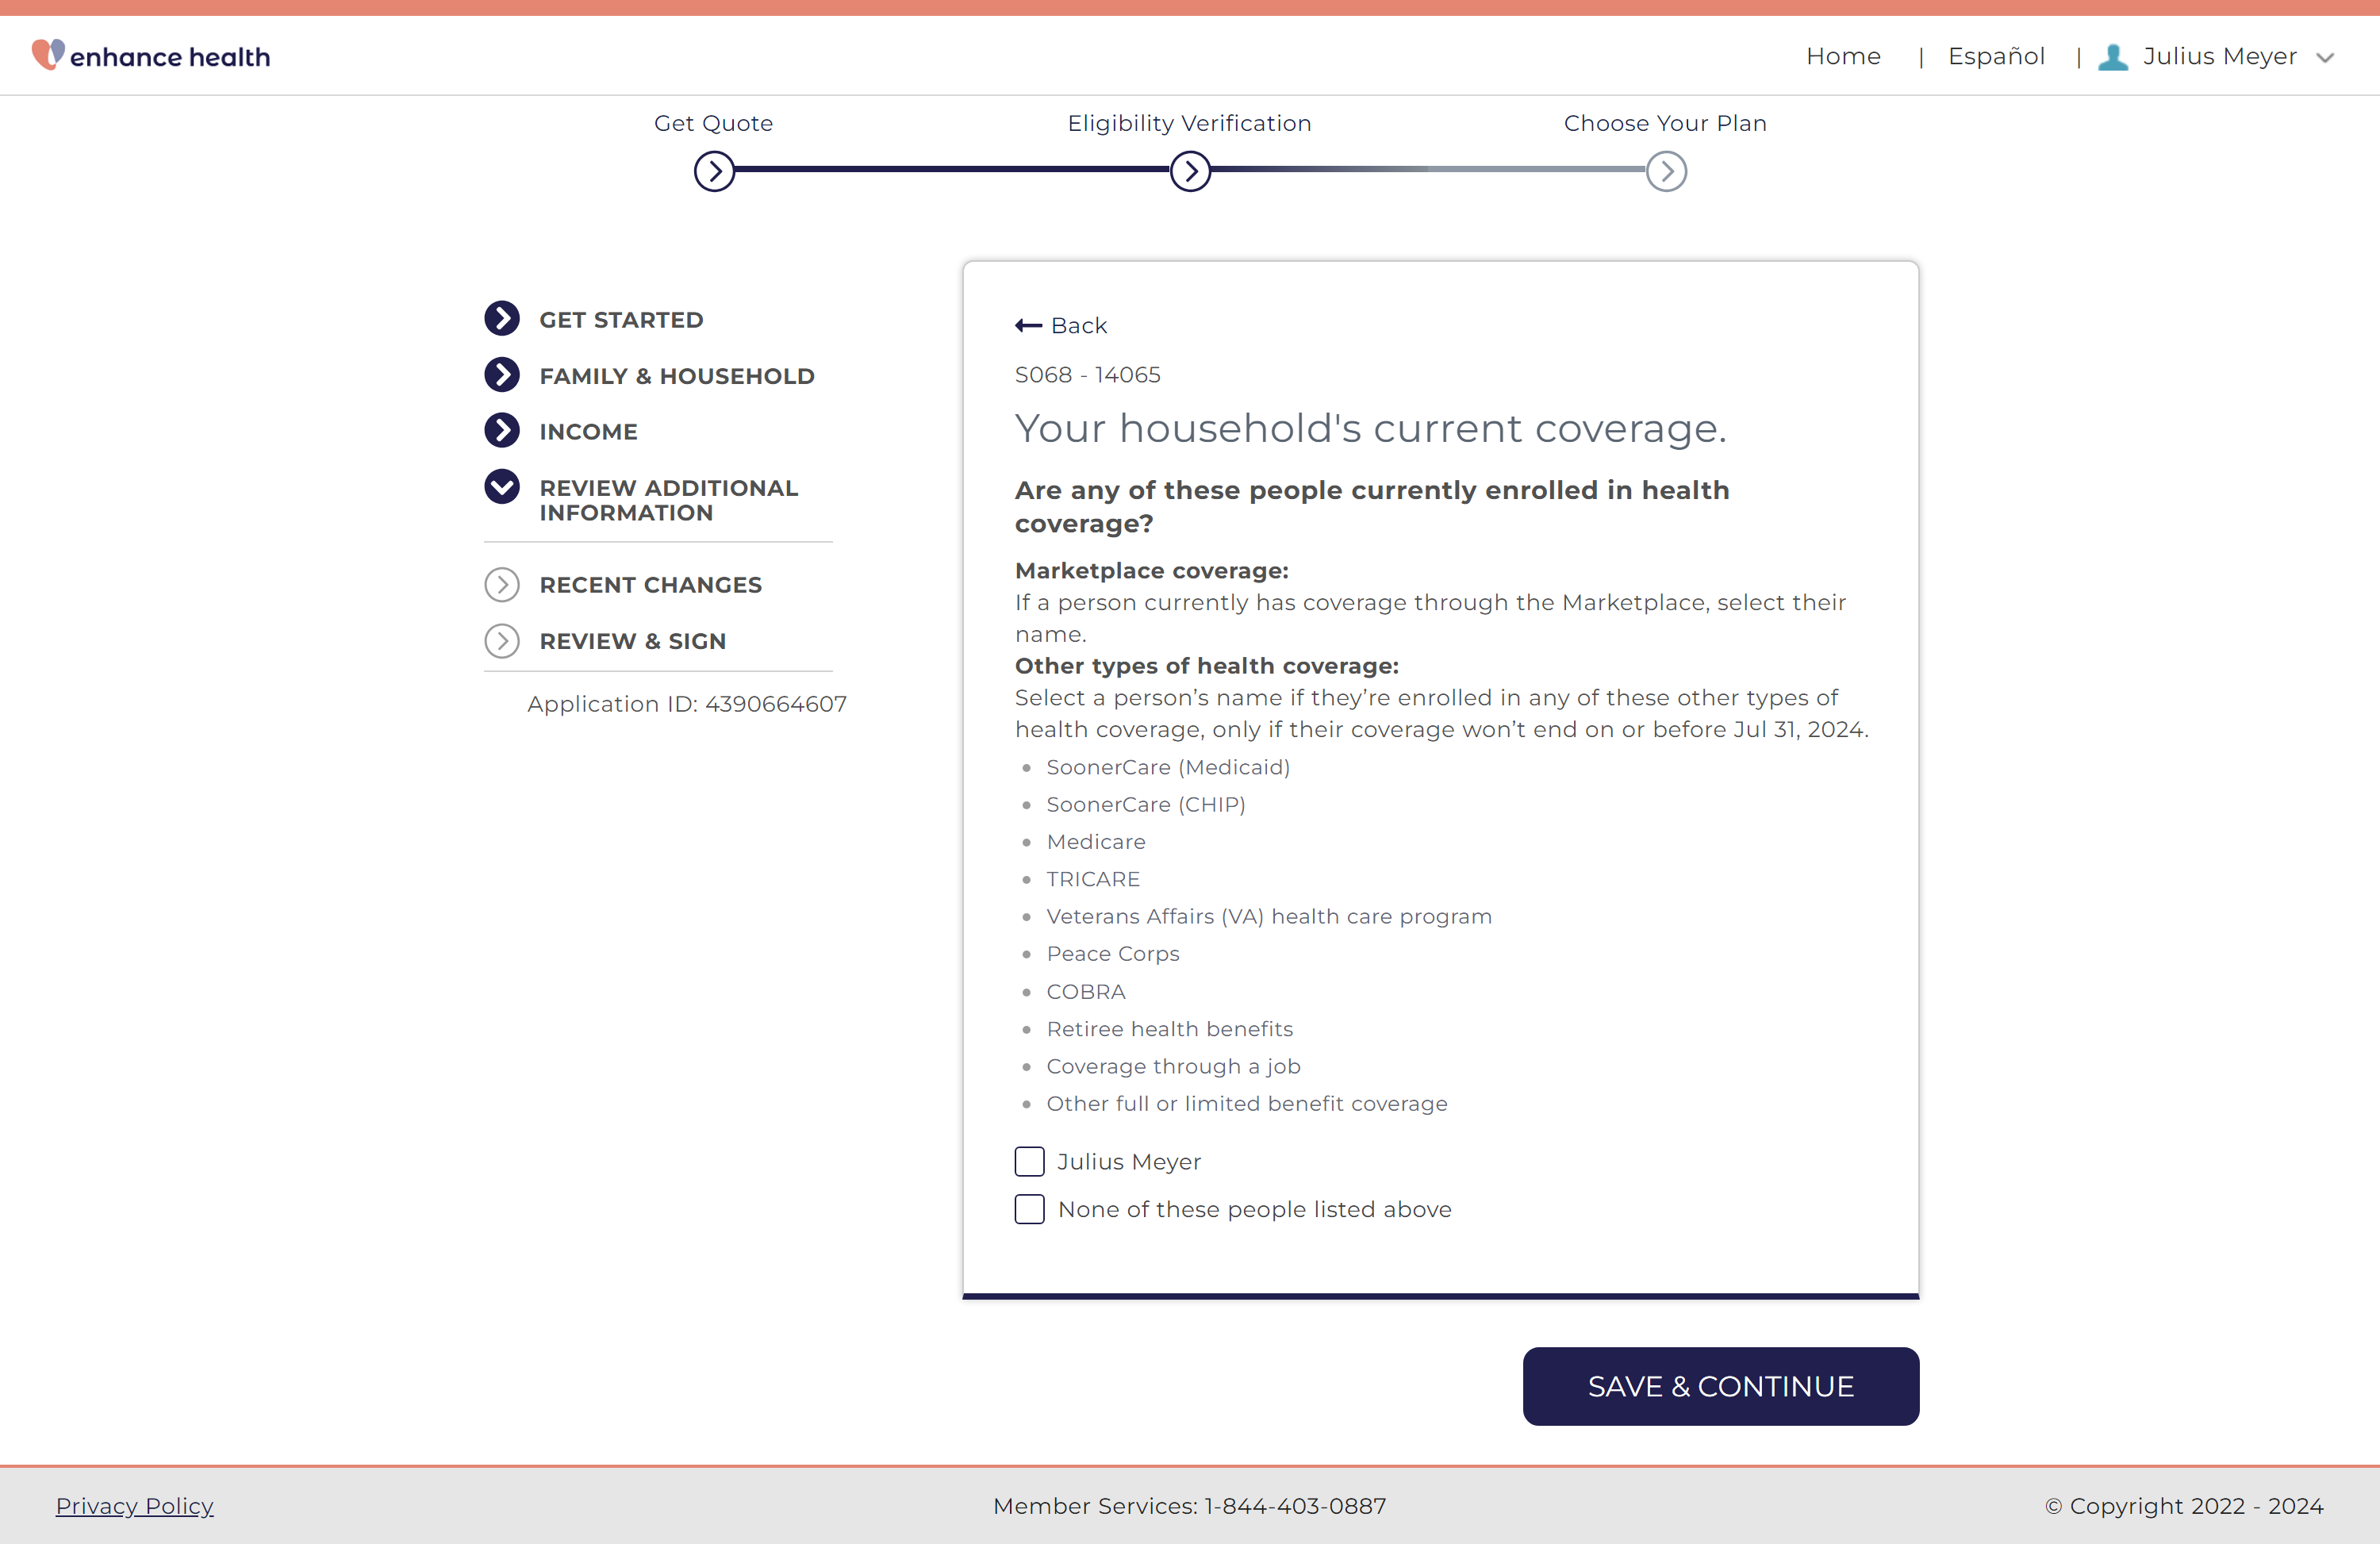 enhance health
Home | Español | Julius Meyer
Get Quote
Eligibility Verification
Choose Your Plan
GET STARTED
FAMILY & HOUSEHOLD
INCOME
REVIEW ADDITIONAL
INFORMATION
RECENT CHANGES
REVIEW & SIGN
Application ID: 4390664607
Back
S068 - 14065
Your household's current coverage.
Are any of these people currently enrolled in health
coverage?
Marketplace coverage:
If a person currently has coverage through the Marketplace, select their
name.
Other types of health coverage:
Select a person’s name if they’re enrolled in any of these other types of
health coverage, only if their coverage won’t end on or before Jul 31, 2024.
• SoonerCare (Medicaid)
• SoonerCare (CHIP)
• Medicare
• TRICARE
• Veterans Affairs (VA) health care program
• Peace Corps
• COBRA
• Retiree health benefits
• Coverage through a job
• Other full or limited benefit coverage
Julius Meyer
None of these people listed above
SAVE & CONTINUE
Privacy Policy
Member Services: 1-844-403-0887
© Copyright 2022 - 2024